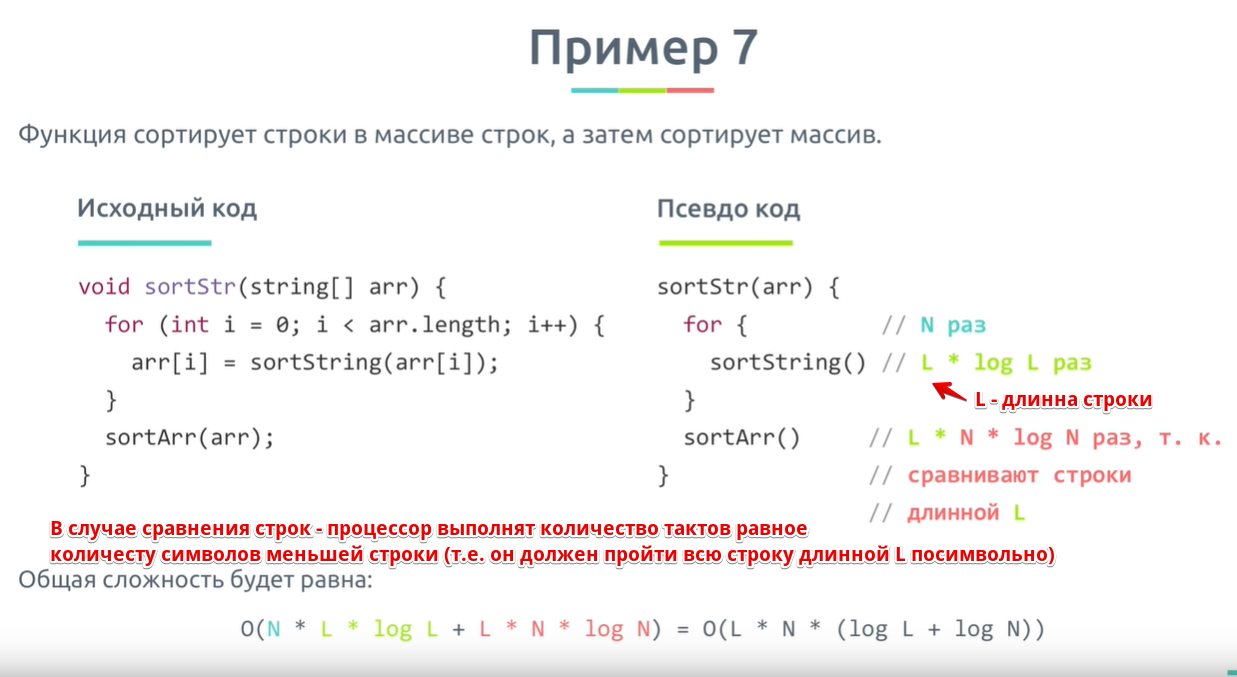 Пример 7
Функция сортирует строки в массиве строк, а затем сортирует массив.
Исходный код
void sortStr(string[] arr) {
for (int i = 0; i < arr.length; i++) {
arr[i] = sortString(arr[i]);
}
sortArr(arr);
}
Псевдо код
sortStr(arr) {
for { // N раз
sortString() // L * log L раз
L - длинна строки
}
sortArr() // L * N * log N раз, т. к.
} // сравнивают строки
// длинной L
В случае сравнения строк - процессор выполнят количество тактов равное
количесту символов меньшей строки (т.е. он должен пройти всю строку длинной L посимвольно)
Общая сложность будет равна:
O(N * L * log L + L * N * log N) = O(L * N * (log L + log N))